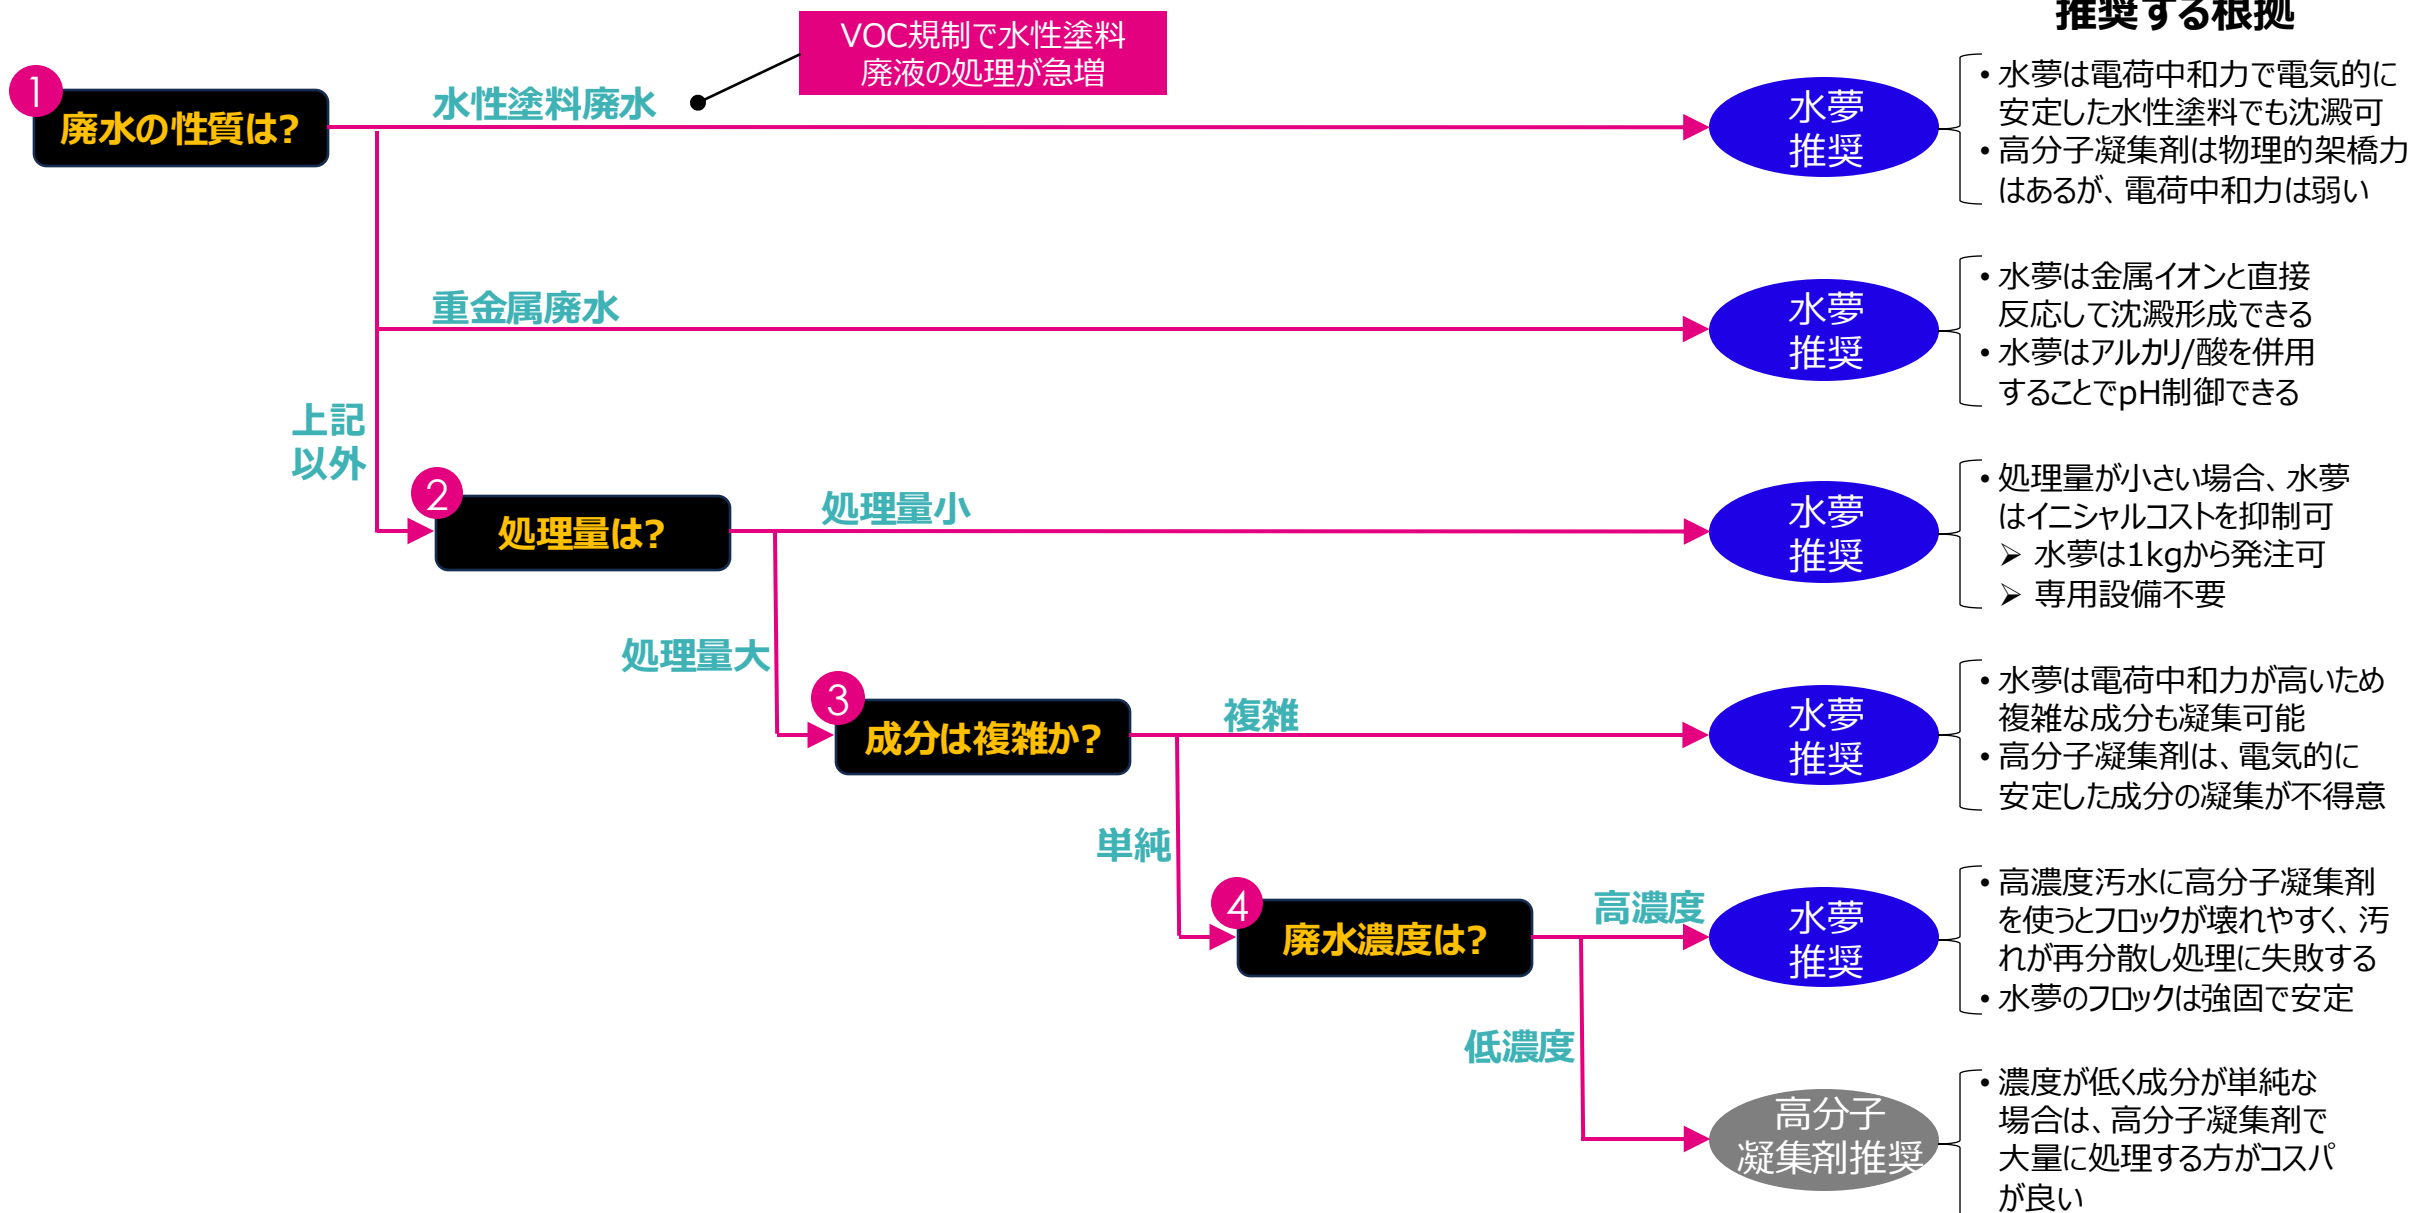 推奨する根拠
VOC規制で水性塗料
廃液の処理が急増
1
廃水の性質は?
水性塗料廃水
水夢
推奨
• 水夢は電荷中和力で電気的に
安定した水性塗料でも沈澱可
• 高分子凝集剤は物理的架橋力
はあるが、電荷中和力は弱い
重金属廃水
水夢
推奨
• 水夢は金属イオンと直接
反応して沈澱形成できる
• 水夢はアルカリ/酸を併用
することでpH制御できる
上記
以外
2
処理量は?
処理量小
水夢
推奨
• 処理量が小さい場合、水夢
はイニシャルコストを抑制可
➢ 水夢は1kgから発注可
➢ 専用設備不要
処理量大
3
成分は複雑か?
複雑
水夢
推奨
• 水夢は電荷中和力が高いため
複雑な成分も凝集可能
• 高分子凝集剤は、電気的に
安定した成分の凝集が不得意
単純
4
廃水濃度は?
高濃度
水夢
推奨
• 高濃度汚水に高分子凝集剤
を使うとフロックが壊れやすく、汚
れが再分散し処理に失敗する
• 水夢のフロックは強固で安定
低濃度
高分子
凝集剤推奨
• 濃度が低く成分が単純な
場合は、高分子凝集剤で
大量に処理する方がコスパ
が良い